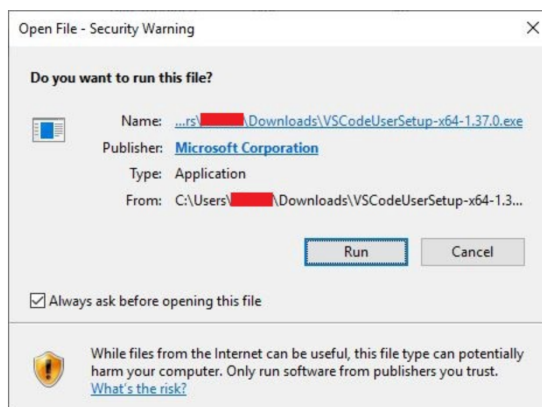 Open File - Security Warning
Do you want to run this file?
Name: ...rs\ \Downloads\VSCodeUserSetup-x64-1.37.0.exe
Publisher: Microsoft Corporation
Type: Application
From: C:\Users\ \Downloads\VSCodeUserSetup-x64-1.3...
Run Cancel
Always ask before opening this file
While files from the Internet can be useful, this file type can potentially
harm your computer. Only run software from publishers you trust.
What's the risk?